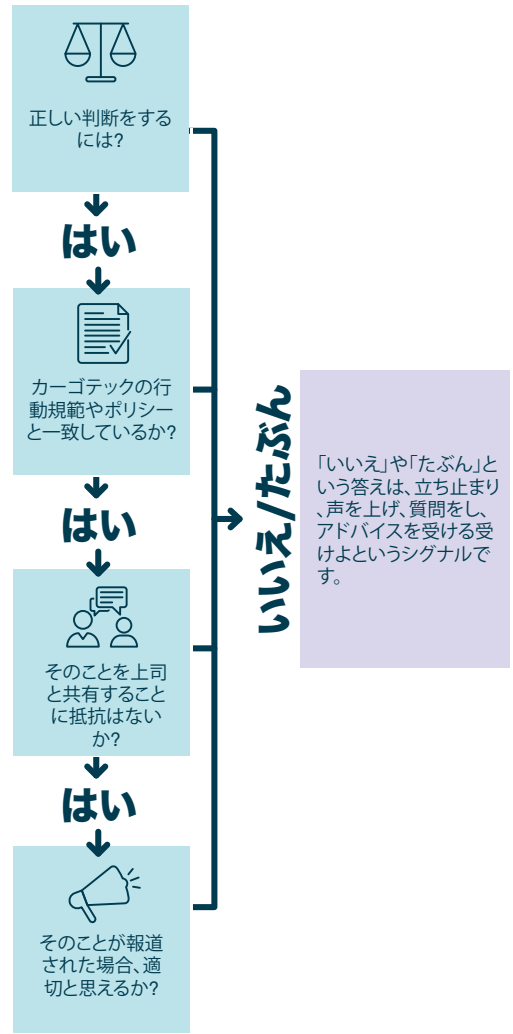 正しい判断をする
には?
はい
カーゴテックの行
動規範やポリシー
と一致しているか?
はい
そのことを上司
と共有すること
に抵抗はない
か?
はい
そのことが報道
された場合、適
切と思えるか?
いいえ/たぶん
「いいえ」や「たぶん」と
いう答えは、立ち止まり
、声を上げ、質問をし、
アドバイスを受ける受
けよというシグナルで
す。